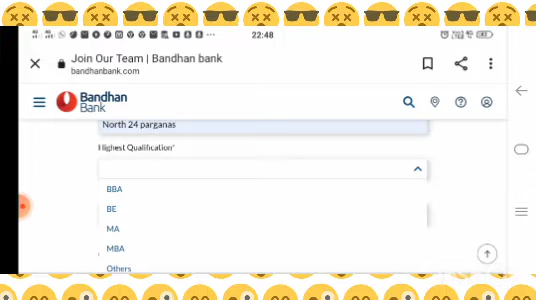 22:48
Join Our Team | Bandhan bank
bandhanbank.com
Bandhan
Bank
North 24 parganas
Highest Qualification*
BBA
BE
MA
MBA
Others